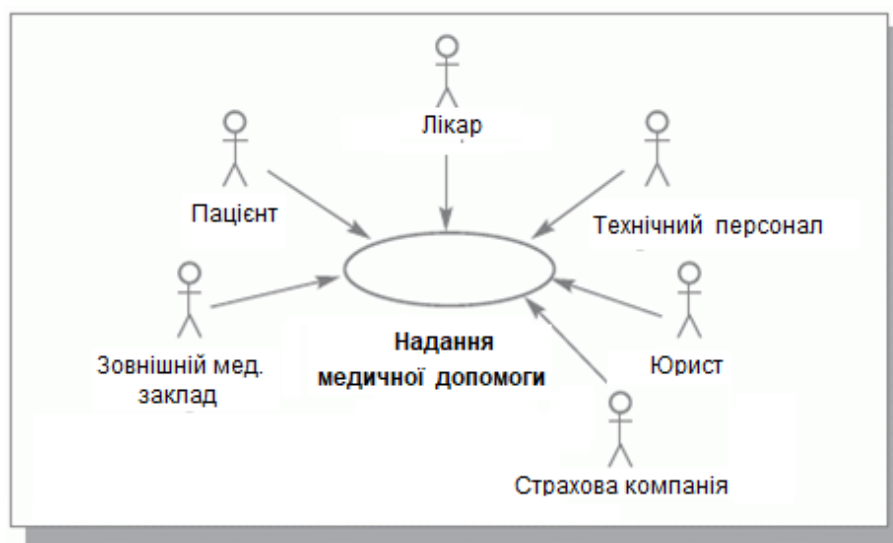 Лікар
Пацієнт
Технічний персонал
Зовнішній мед.
заклад
Надання
медичної допомоги
Юрист
Страхова компанія